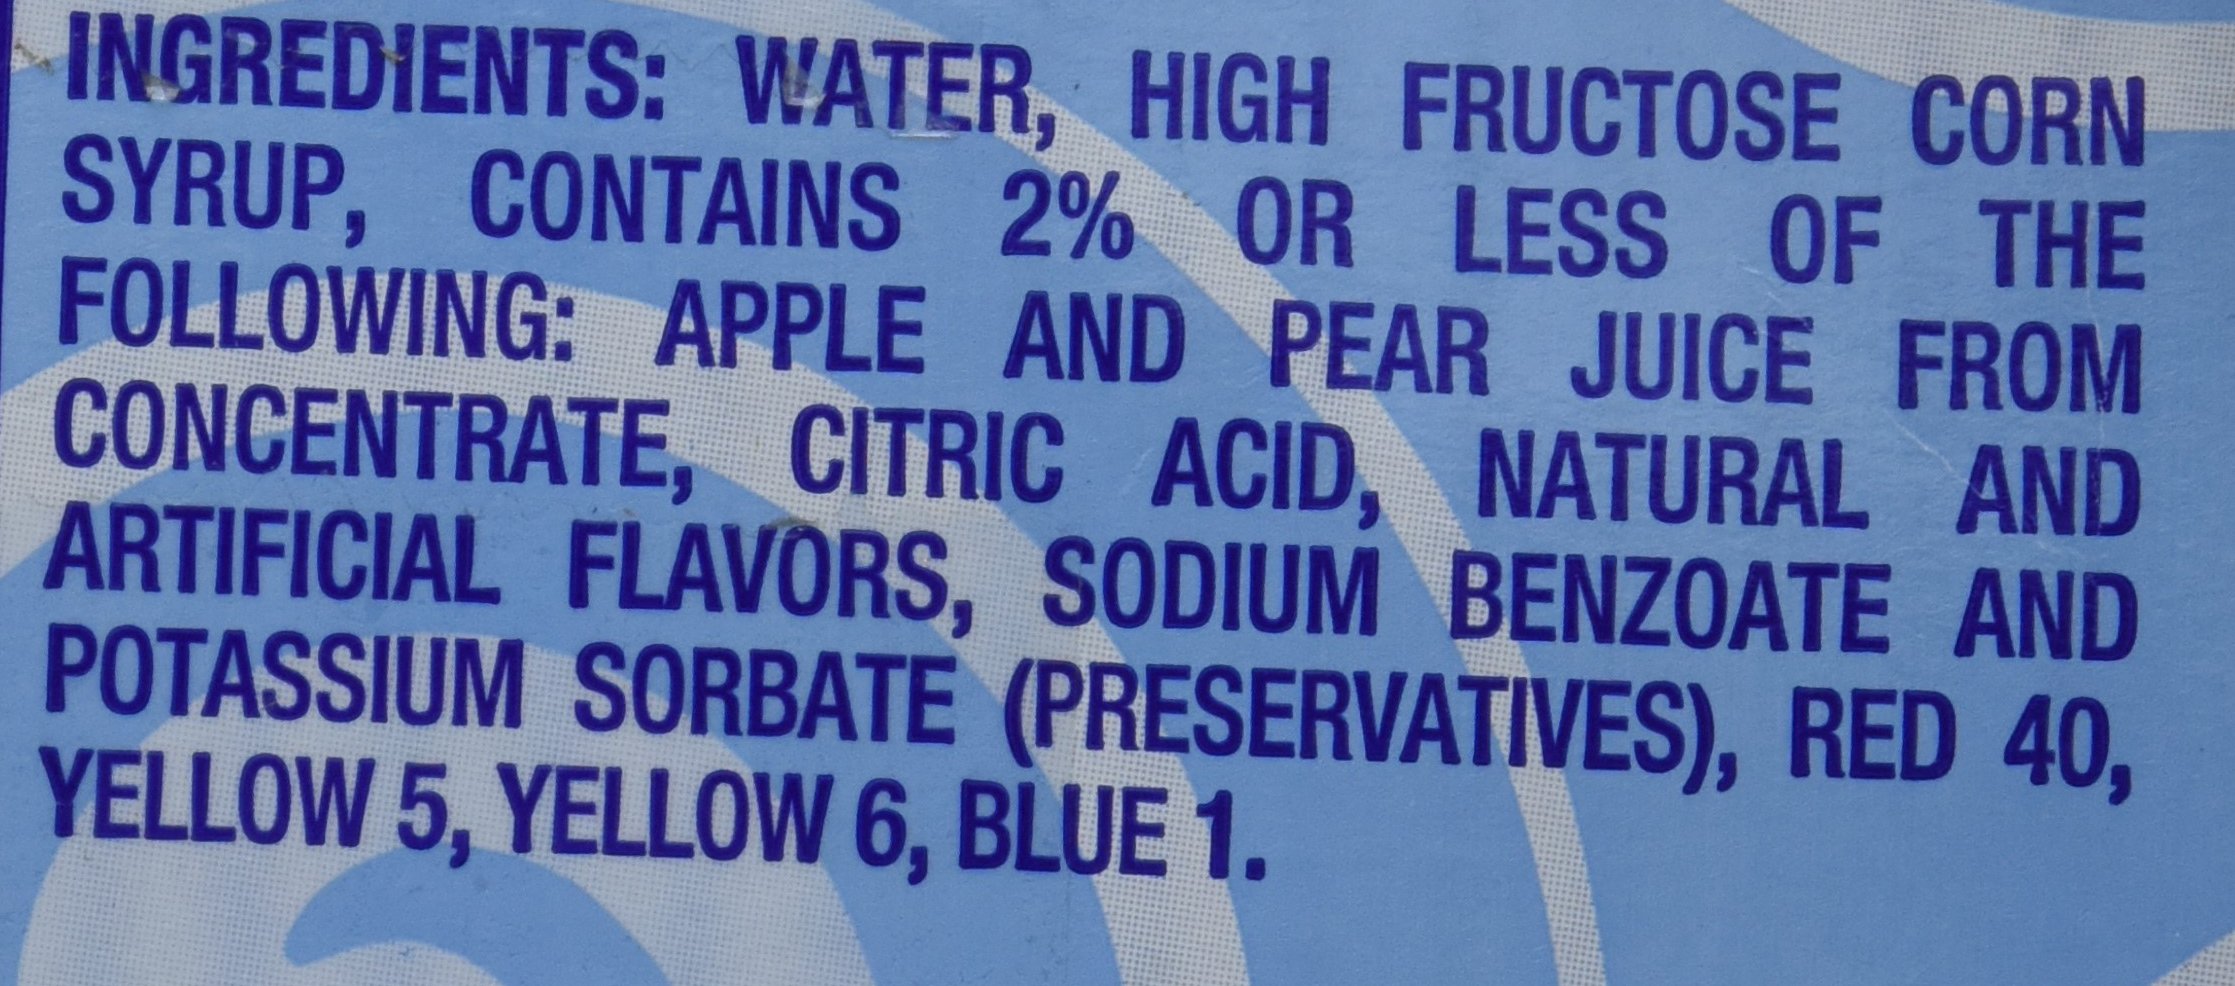 INGREDIENTS: WATER, HIGH FRUCTOSE CORN
SYRUP, CONTAINS 2% OR LESS OF THE
FOLLOWING: APPLE AND PEAR JUICE FROM
CONCENTRATE, CITRIC ACID, NATURAL AND
ARTIFICIAL FLAVORS, SODIUM BENZOATE AND
POTASSIUM SORBATE (PRESERVATIVES), RED 40,
YELLOW 5, YELLOW 6, BLUE 1.